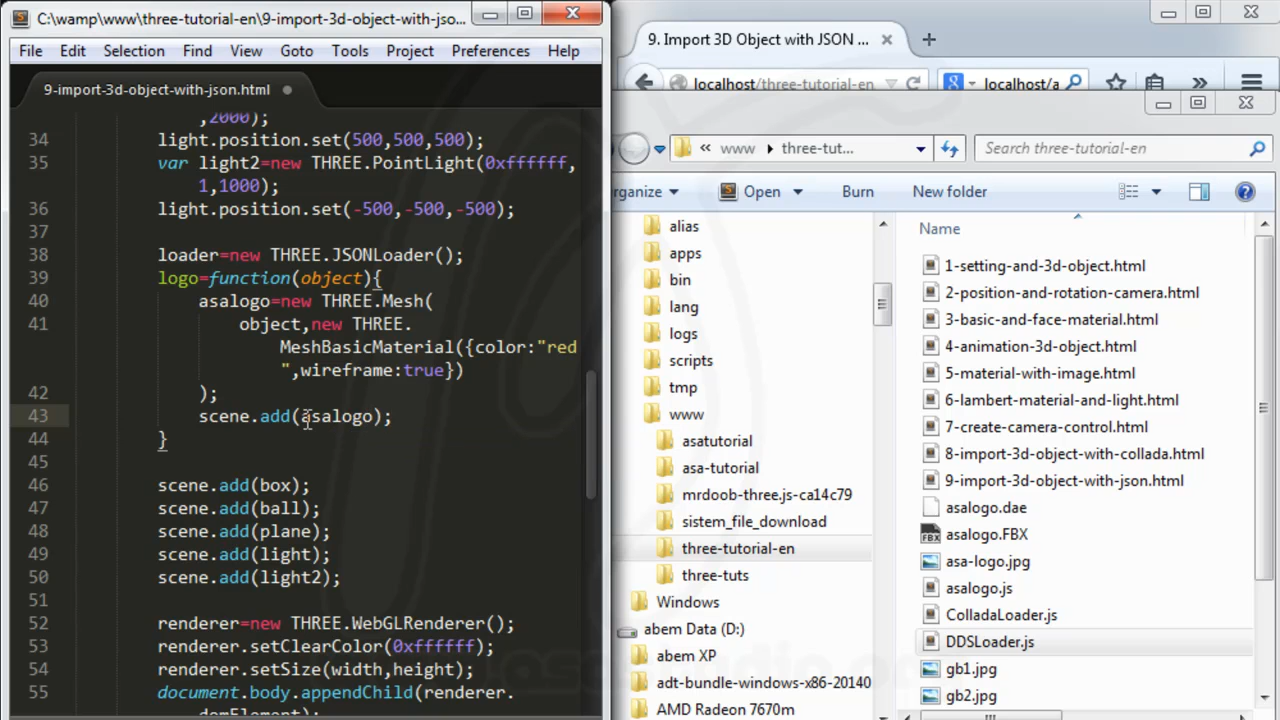 C:\wamp\www\three-tutorial-en\9-import-3d-object-with-jso...
File Edit Selection Find View Goto Tools Project Preferences Help
9-import-3d-object-with-json.html
,2000);
34 light.position.set(500,500,500);
35 var light2=new THREE.PointLight(0xffffff,
1,1000);
36 light.position.set(-500,-500,-500);
37
38 loader=new THREE.JSONLoader();
39 logo=function(object){
40 asalogo=new THREE.Mesh(
41 object,new THREE.
MeshBasicMaterial({color:"red
",wireframe:true})
42 );
43 scene.add(asalogo);
44 }
45
46 scene.add(box);
47 scene.add(ball);
48 scene.add(plane);
49 scene.add(light);
50 scene.add(light2);
51
52 renderer=new THREE.WebGLRenderer();
53 renderer.setClearColor(0xffffff);
54 renderer.setSize(width,height);
55 document.body.appendChild(renderer.
domElement);
9. Import 3D Object with JSON ...
localhost/three-tutorial-en
localhost/a
« www three-tut...
Search three-tutorial-en
organize Open Burn New folder
alias
apps
bin
lang
logs
scripts
tmp
www
asatutorial
asa-tutorial
mrdoob-three.js-ca14c79
sistem_file_download
three-tutorial-en
three-tuts
Windows
abem Data (D:)
abem XP
adt-bundle-windows-x86-20140
AMD Radeon 7670m
Name
1-setting-and-3d-object.html
2-position-and-rotation-camera.html
3-basic-and-face-material.html
4-animation-3d-object.html
5-material-with-image.html
6-lambert-material-and-light.html
7-create-camera-control.html
8-import-3d-object-with-collada.html
9-import-3d-object-with-json.html
asalogo.dae
asalogo.FBX
asa-logo.jpg
asalogo.js
ColladaLoader.js
DDSLoader.js
gb1.jpg
gb2.jpg